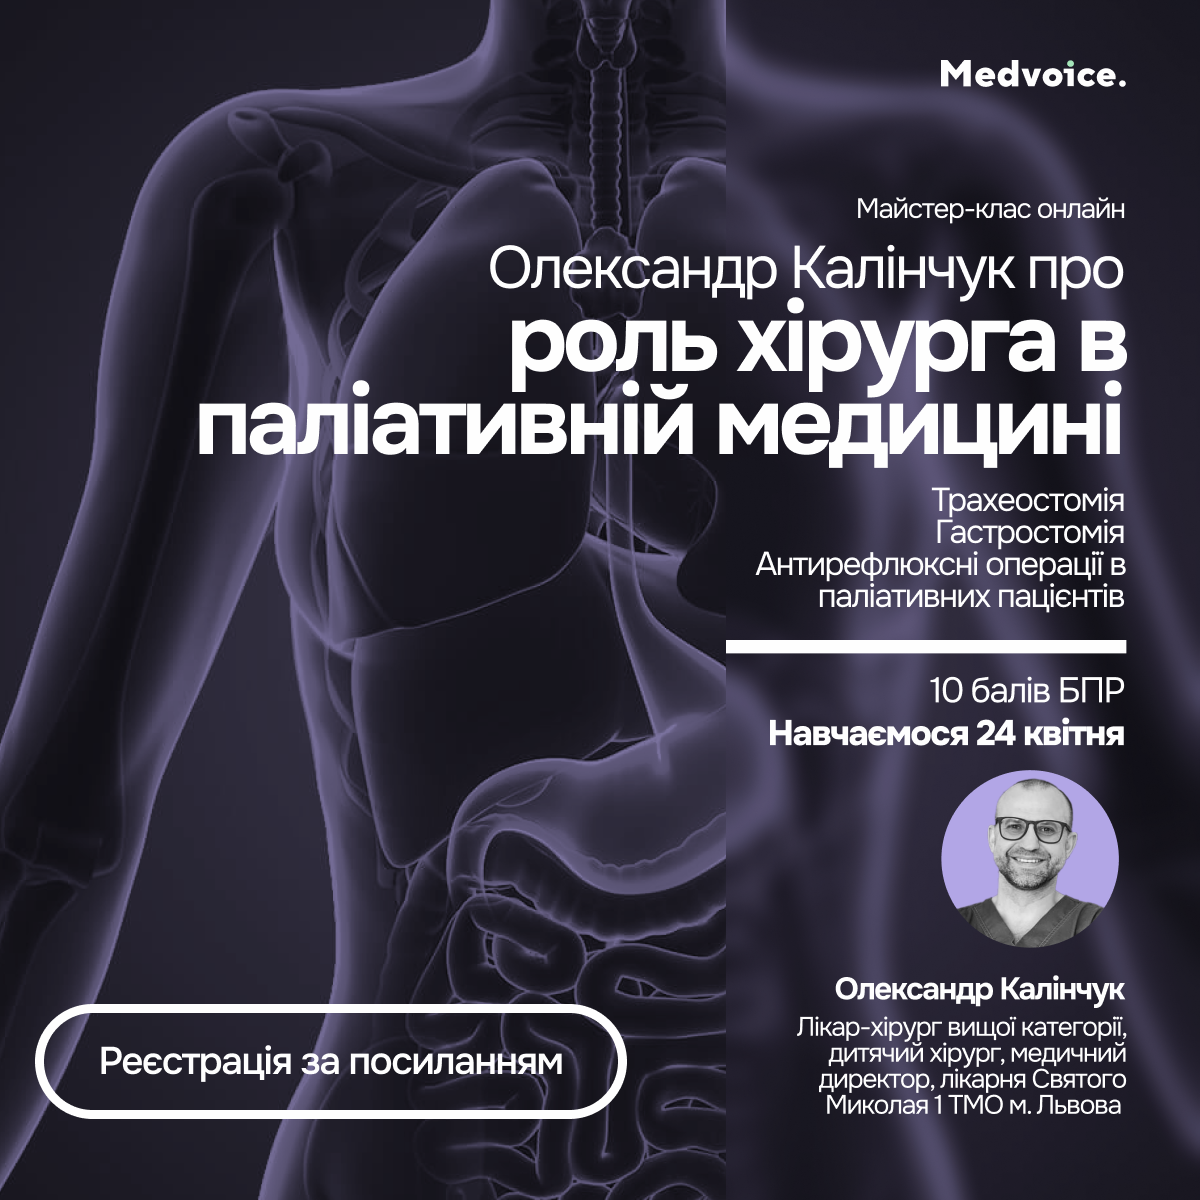 Medvoice.
Майстер-клас онлайн
Олександр Калінчук про
роль хірурга в
паліативній медицині
Трахеостомія
Гастростомія
Антирефлюксні операції в
паліативних пацієнтів
10 балів БПР
Навчаємося 24 квітня
Олександр Калінчук
Лікар-хірург вищої категорії,
дитячий хірург, медичний
директор, лікарня Святого
Миколая 1 ТМО м. Львова
Реєстрація за посиланням